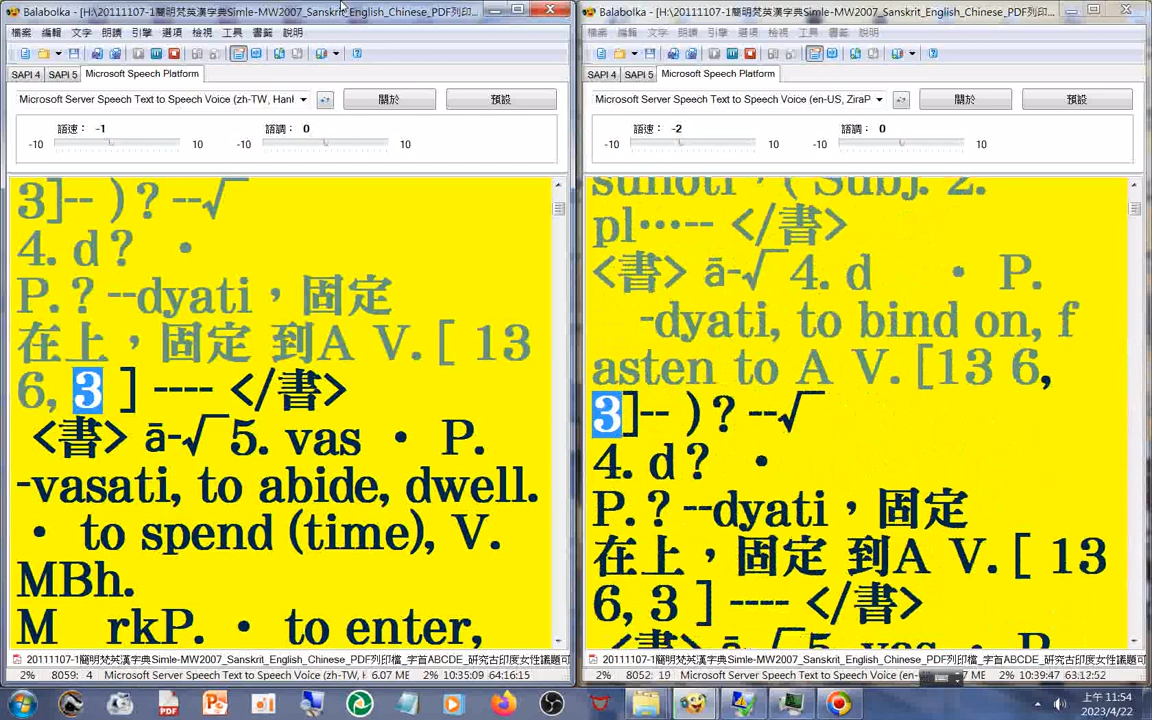 Balabolka - [H:\20111107-1簡明梵英漢字典Simle-MW2007_Sanskrit_English_Chinese_PDF列印...
檔案 編輯 文字 朗讀 引擎 選項 檢視 工具 書籤 說明
SAPI 4 SAPI 5 Microsoft Speech Platform
Microsoft Server Speech Text to Speech Voice (zh-TW, Hanl
關於 預設
語速： -1 語調： 0
-10 10 -10 10
3]-- )？--√
4. d？ •
P.？--dyati，固定
在上，固定 到A V. [ 13
6, 3 ] ---- </書>
<書> ā-√5. vas • P.
-vasati, to abide, dwell.
• to spend (time), V.
MBh.
M rkP. • to enter,
20111107-1簡明梵英漢字典Simle-MW2007_Sanskrit_English_Chinese_PDF列印檔_字首ABCDE_研究古印度女性議題可
2% 8059: 4 Microsoft Server Speech Text to Speech Voice (zh-TW, H 6.07 ME 2% 10:35:09 64:16:15
Balabolka - [H:\20111107-1簡明梵英漢字典Simle-MW2007_Sanskrit_English_Chinese_PDF列印...
檔案 編輯 文字 朗讀 引擎 選項 檢視 工具 書籤 說明
SAPI 4 SAPI 5 Microsoft Speech Platform
Microsoft Server Speech Text to Speech Voice (en-US, ZiraP
關於 預設
語速： -2 語調： 0
-10 10 -10 10
sunoti，( Subj. 2.
pl…-- </書>
<書> ā-√4. d • P.
-dyati, to bind on, f
asten to A V. [13 6,
3]-- )？--√
4. d？ •
P.？--dyati，固定
在上，固定 到A V. [ 13
6, 3 ] ---- </書>
<書> ā-√5. vas • P.
20111107-1簡明梵英漢字典Simle-MW2007_Sanskrit_English_Chinese_PDF列印檔_字首ABCDE_研究古印度女性議題可
2% 8052: 19 Microsoft Server Speech Text to Speech Voice (en-U ME 2% 10:39:47 63:12:52
上午 11:54
2023/4/22